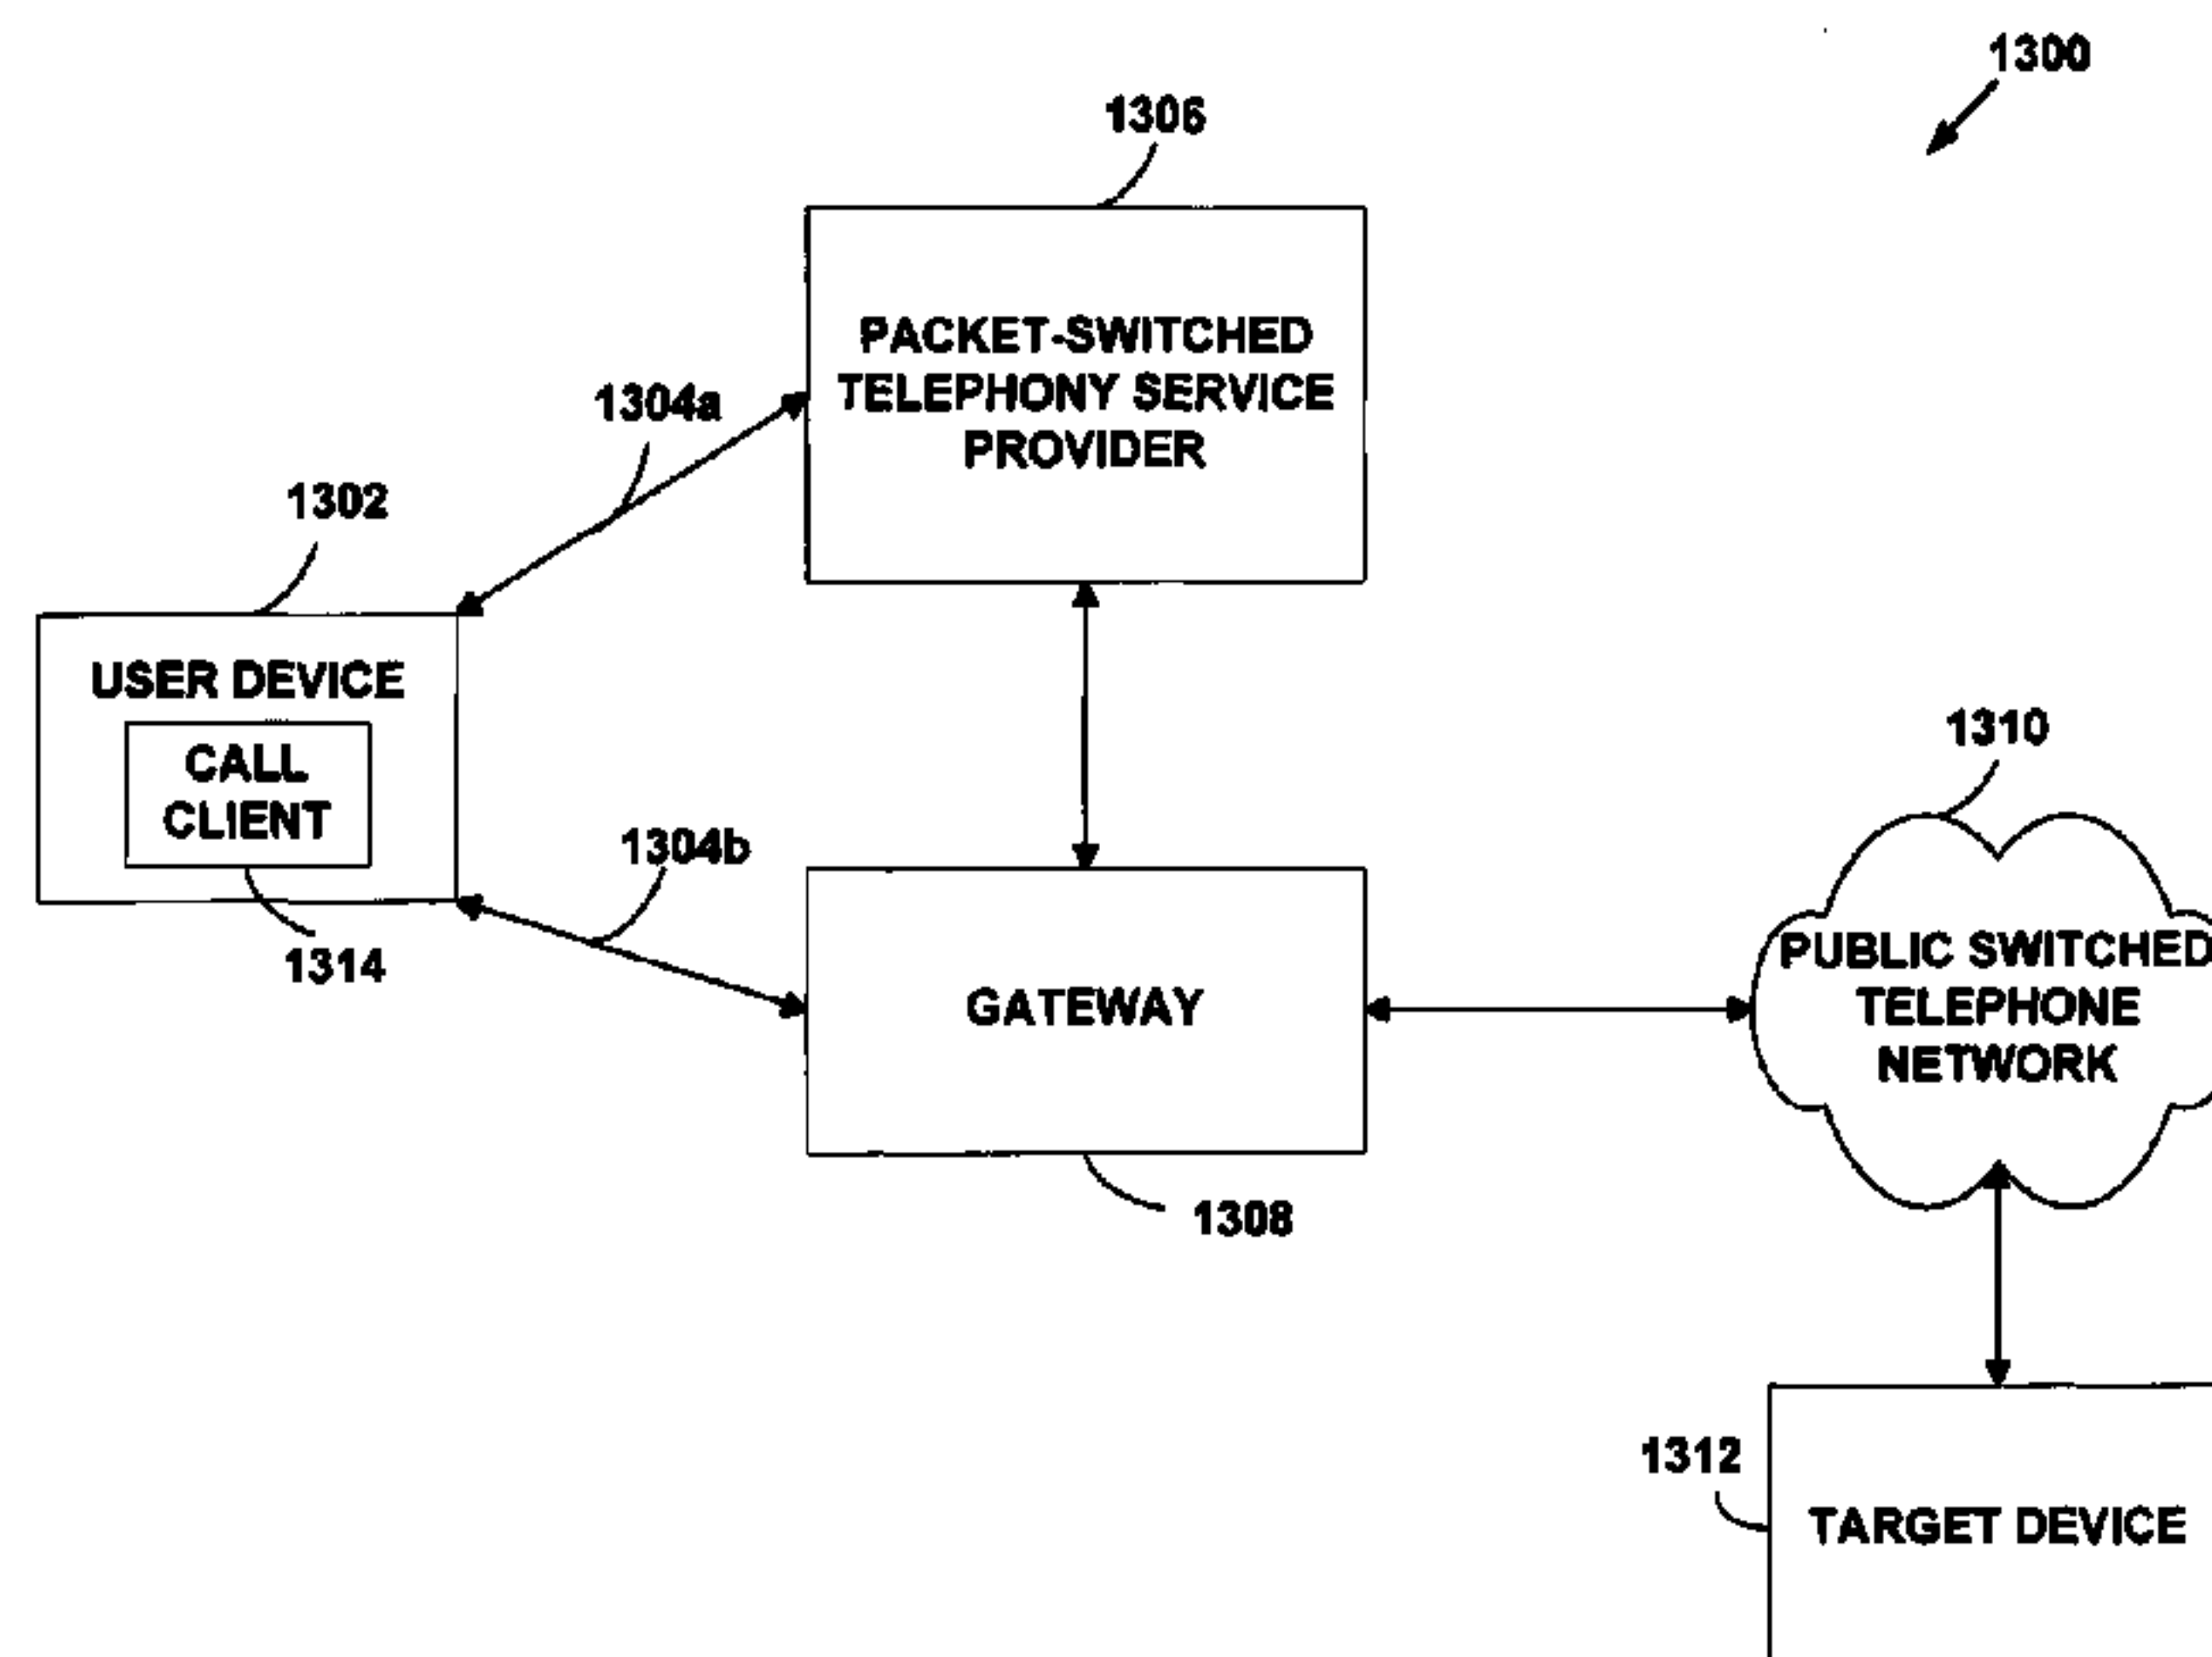 1300
1306
PACKET-SWITCHED
TELEPHONY SERVICE
PROVIDER
1304a
1302
USER DEVICE
CALL
CLIENT
1304b
1314
1310
GATEWAY
PUBLIC SWITCHED
TELEPHONE
NETWORK
1308
1312
TARGET DEVICE